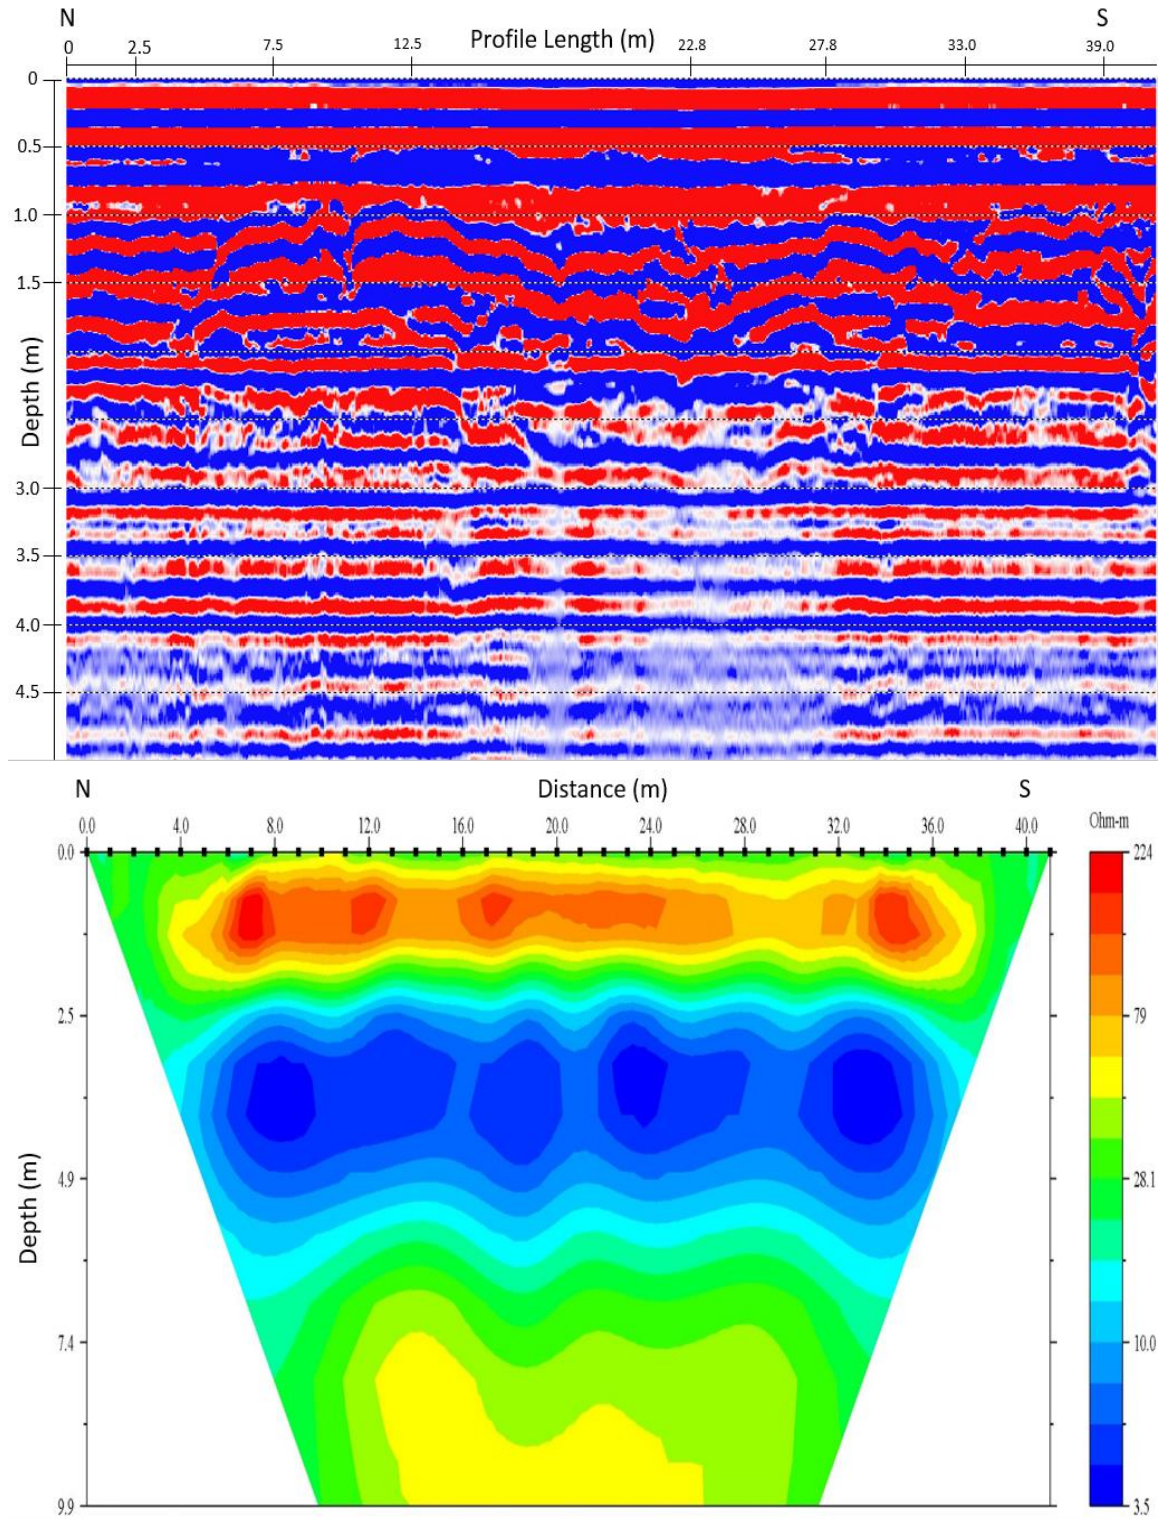 N S
Profile Length (m)
0 2.5 7.5 12.5 22.8 27.8 33.0 39.0
0
0.5
1.0
1.5
Depth (m)
3.0
3.5
4.0
4.5
N Distance (m) S
0.0 4.0 8.0 12.0 16.0 20.0 24.0 28.0 32.0 36.0 40.0 Ohm-m
0.0 224
2.5 79
4.9 28.1
Depth (m)
7.4 10.0
9.9 3.5